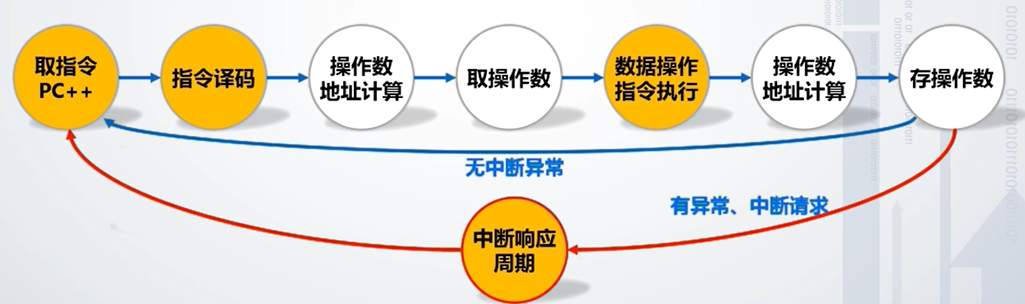 取指令
PC++
指令译码
操作数
地址计算
取操作数
数据操作
指令执行
操作数
地址计算
存操作数
无中断异常
有异常、中断请求
中断响应
周期